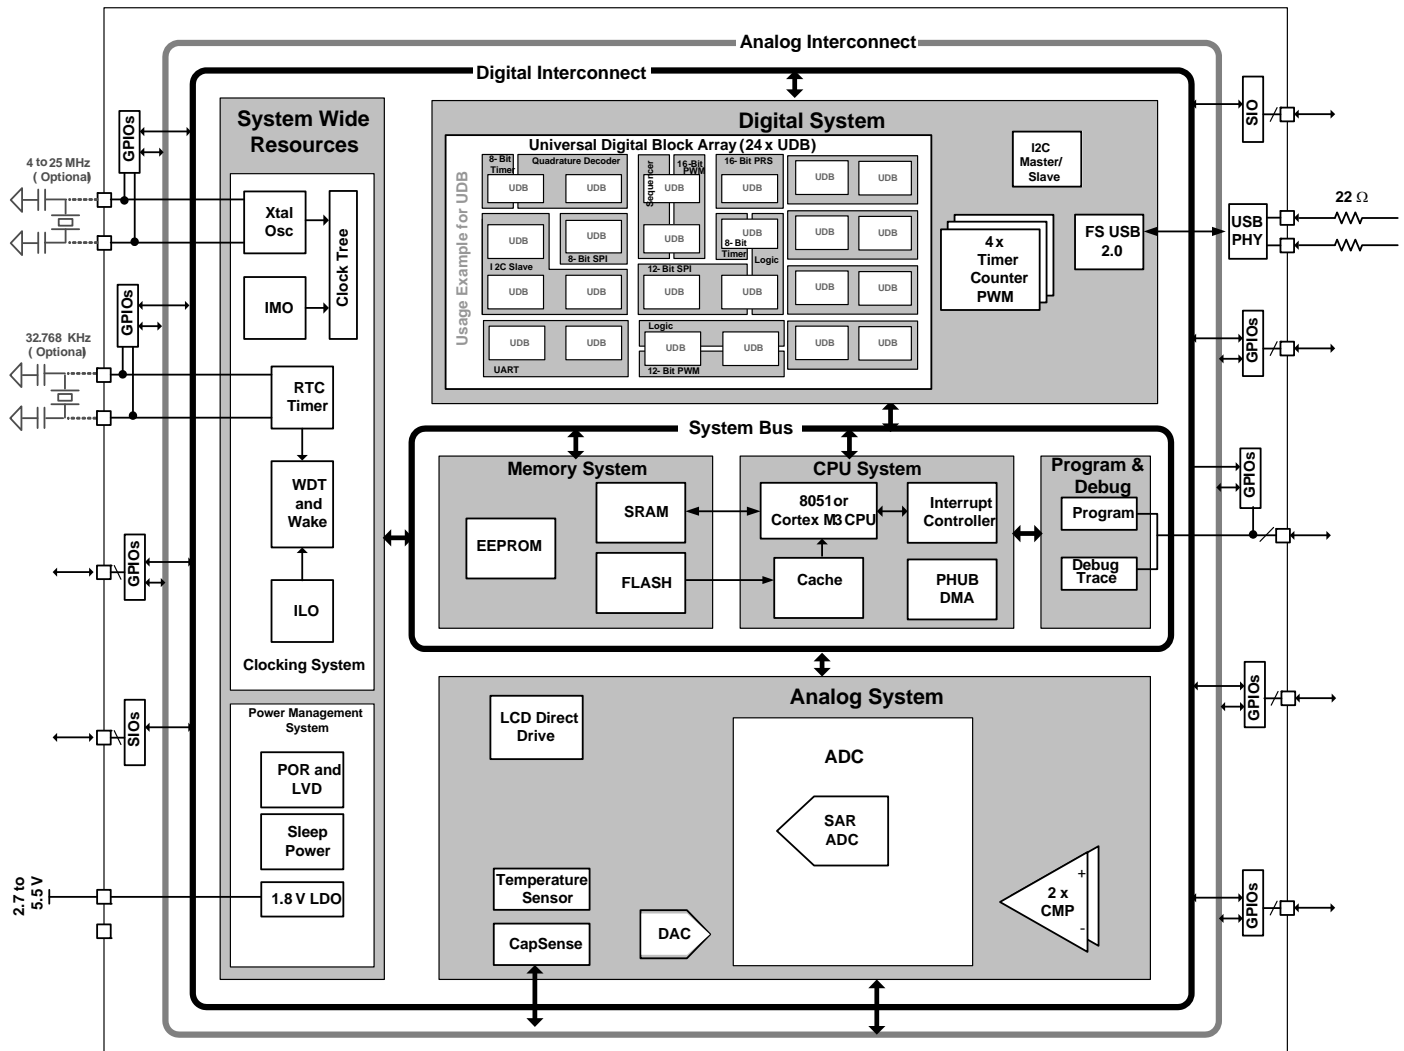 Analog Interconnect
Digital Interconnect
System Wide
Resources
Xtal
Osc
Clock Tree
IMO
RTC
Timer
WDT
and
Wake
ILO
Clocking System
Power Management
System
POR and
LVD
Sleep
Power
1.8 V LDO
GPIOs
4 to 25 MHz
( Optional)
GPIOs
32.768 KHz
( Optional)
GPIOs
SIOs
2.7 to
5.5 V
Digital System
Universal Digital Block Array (24 x UDB)
Usage Example for UDB
8- Bit
Timer
Quadrature Decoder
Sequencer
16-Bit
PWM
16- Bit PRS
UDB
UDB
UDB
UDB
UDB
UDB
UDB
UDB
UDB
UDB
UDB
I2C Slave
8- Bit SPI
12- Bit SPI
8- Bit
Timer
Logic
UDB
UDB
UDB
UDB
UDB
UDB
UDB
UDB
UDB
UDB
UDB
UDB
UDB
UART
Logic
12- Bit PWM
I2C
Master/
Slave
4 x
Timer
Counter
PWM
FS USB
2.0
System Bus
Memory System
EEPROM
SRAM
FLASH
CPU System
8051 or
Cortex M3 CPU
Interrupt
Controller
Cache
PHUB
DMA
Program &
Debug
Program
Debug
Trace
Analog System
LCD Direct
Drive
Temperature
Sensor
CapSense
DAC
ADC
SAR
ADC
2 x
CMP
+
-
SIO
22 Ω
USB
PHY
GPIOs
GPIOs
GPIOs
GPIOs